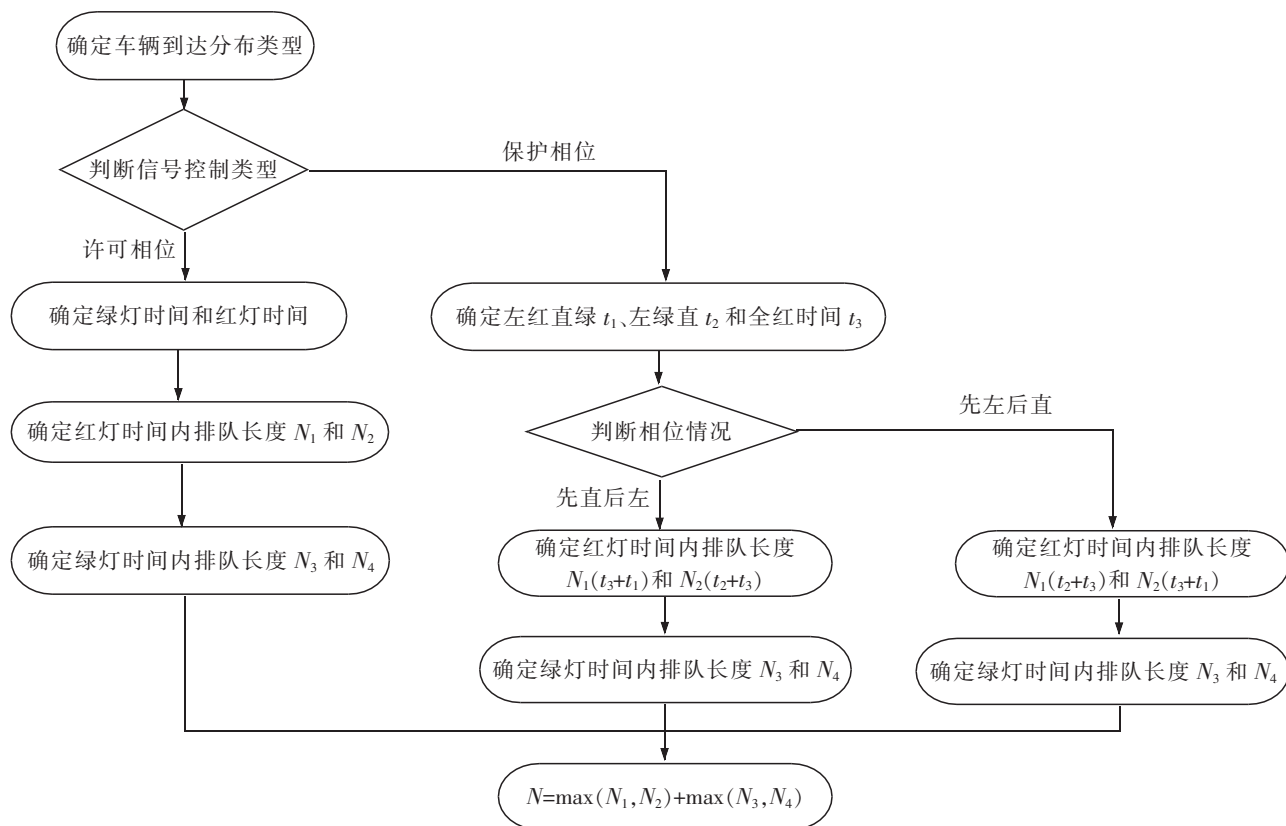 确定车辆到达分布类型
判断信号控制类型
保护相位
许可相位
确定绿灯时间和红灯时间
确定左红直绿 t₁、左绿直 t₂ 和全红时间 t₃
确定红灯时间内排队长度 N₁ 和 N₂
判断相位情况
先左后直
先直后左
确定绿灯时间内排队长度 N₃ 和 N₄
确定红灯时间内排队长度
N₁(t₃+t₁)和 N₂(t₂+t₃)
确定红灯时间内排队长度
N₁(t₂+t₃)和 N₂(t₃+t₁)
确定绿灯时间内排队长度 N₃ 和 N₄
确定绿灯时间内排队长度 N₃ 和 N₄
N=max(N₁,N₂)+max(N₃,N₄)